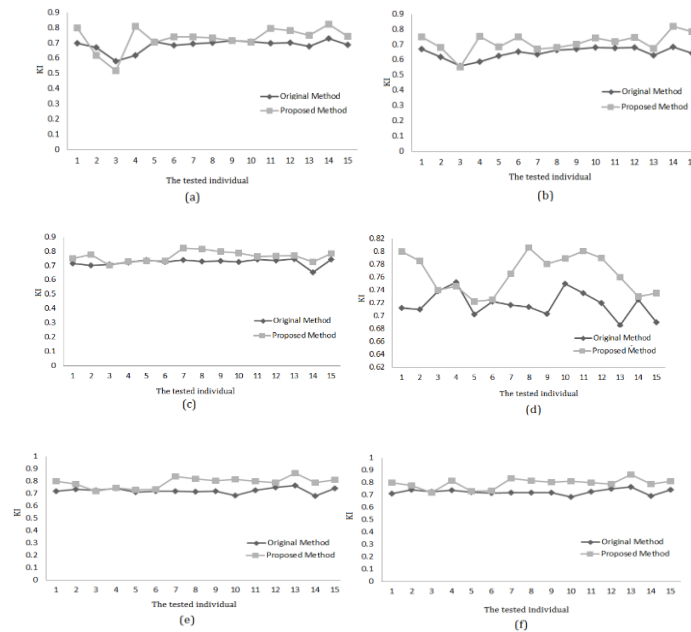 0.9
0.8
0.7
0.6
0.5
0.4
0.3
0.2
0.1
0
KI
Original Method
Proposed Method
1 2 3 4 5 6 7 8 9 10 11 12 13 14 15
The tested individual
(a)
0.9
0.8
0.7
0.6
0.5
0.4
0.3
0.2
0.1
0
KI
Original Method
Proposed Method
1 2 3 4 5 6 7 8 9 10 11 12 13 14 15
The tested individual
(b)
0.9
0.8
0.7
0.6
0.5
0.4
0.3
0.2
0.1
0
KI
Original Method
Proposed Method
1 2 3 4 5 6 7 8 9 10 11 12 13 14 15
The tested individual
(c)
0.82
0.8
0.78
0.76
0.74
0.72
0.7
0.68
0.66
0.64
0.62
KI
Original Method
Proposed Method
1 2 3 4 5 6 7 8 9 10 11 12 13 14 15
The tested individual
(d)
1
0.9
0.8
0.7
0.6
0.5
0.4
0.3
0.2
0.1
0
KI
Original Method
Proposed Method
1 2 3 4 5 6 7 8 9 10 11 12 13 14 15
The tested individual
(e)
1
0.9
0.8
0.7
0.6
0.5
0.4
0.3
0.2
0.1
0
KI
Original Method
Proposed Method
1 2 3 4 5 6 7 8 9 10 11 12 13 14 15
The tested individual
(f)